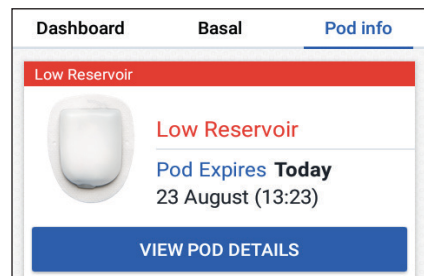 Dashboard Basal Pod info
Low Reservoir
Low Reservoir
Pod Expires Today
23 August (13:23)
VIEW POD DETAILS